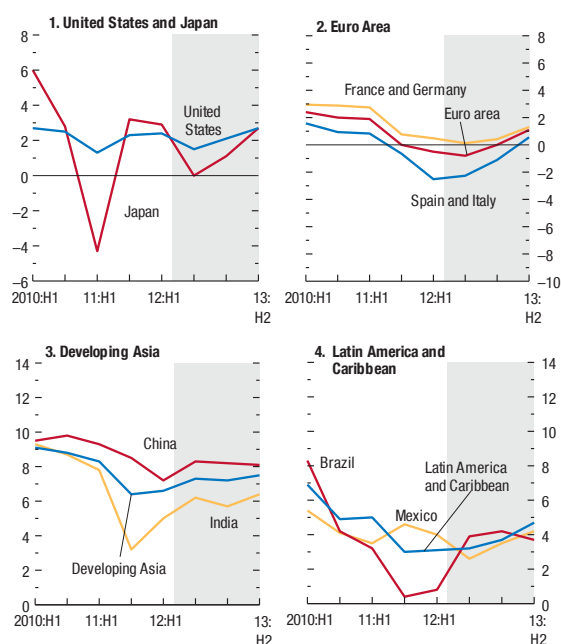 1. United States and Japan
8
6
4
2
0
−2
−4
−6
United
States
Japan
2010:H1
11:H1
12:H1
13:
H2
2. Euro Area
8
6
4
2
0
−2
−4
−6
−8
−10
France and Germany
Euro area
Spain and Italy
2010:H1
11:H1
12:H1
13:
H2
3. Developing Asia
14
12
10
8
6
4
2
0
China
India
Developing Asia
2010:H1
11:H1
12:H1
13:
H2
4. Latin America and
Caribbean
14
12
10
8
6
4
2
0
Brazil
Latin America
and Caribbean
Mexico
2010:H1
11:H1
12:H1
13:
H2